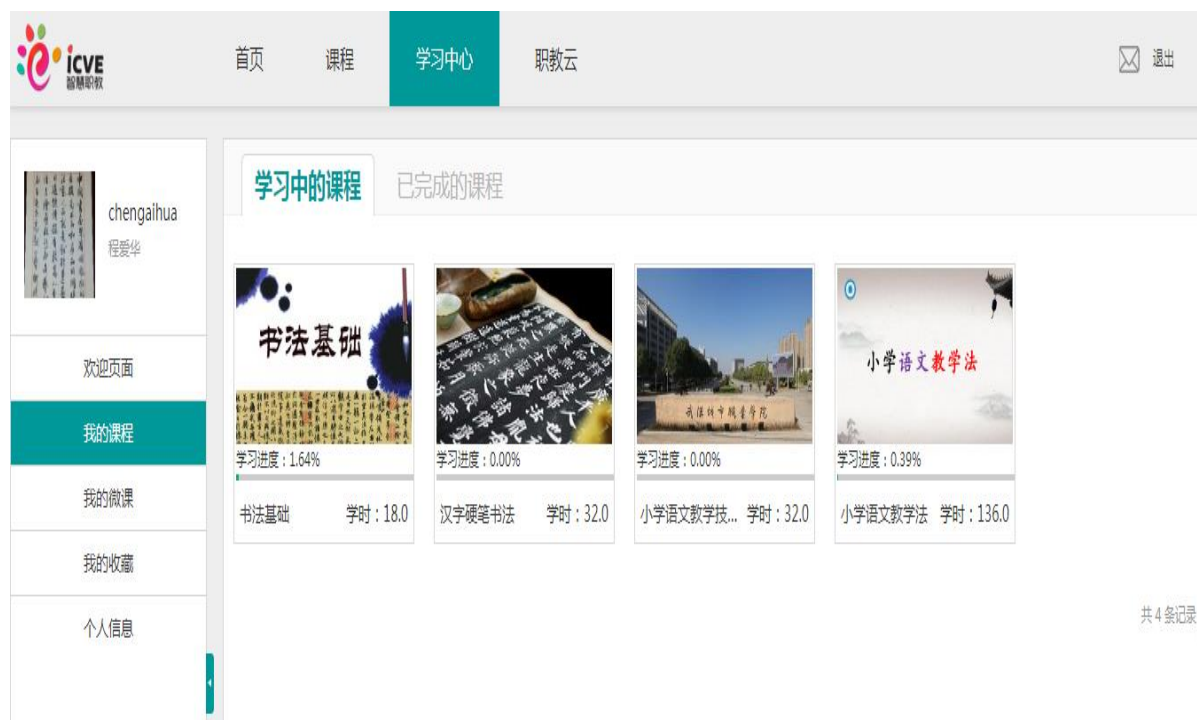 icve
智慧职教
首页 课程 学习中心 职教云 退出
chengaihua
程爱华
欢迎页面
我的课程
我的微课
我的收藏
个人信息
学习中的课程 已完成的课程
书法基础
小学语文教学法
学习进度：1.64% 学习进度：0.00% 学习进度：0.00% 学习进度：0.39%
书法基础 学时：18.0 汉字硬笔书法 学时：32.0 小学语文教学技... 学时：32.0 小学语文教学法 学时：136.0
共 4 条记录